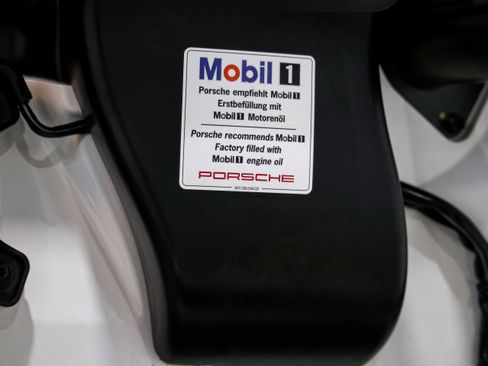 Mobil 1
Porsche empfiehlt Mobil 1
Erstbefüllung mit
Mobil 1 Motorenöl
Porsche recommends Mobil 1
Factory filled with
Mobil 1 engine oil
PORSCHE